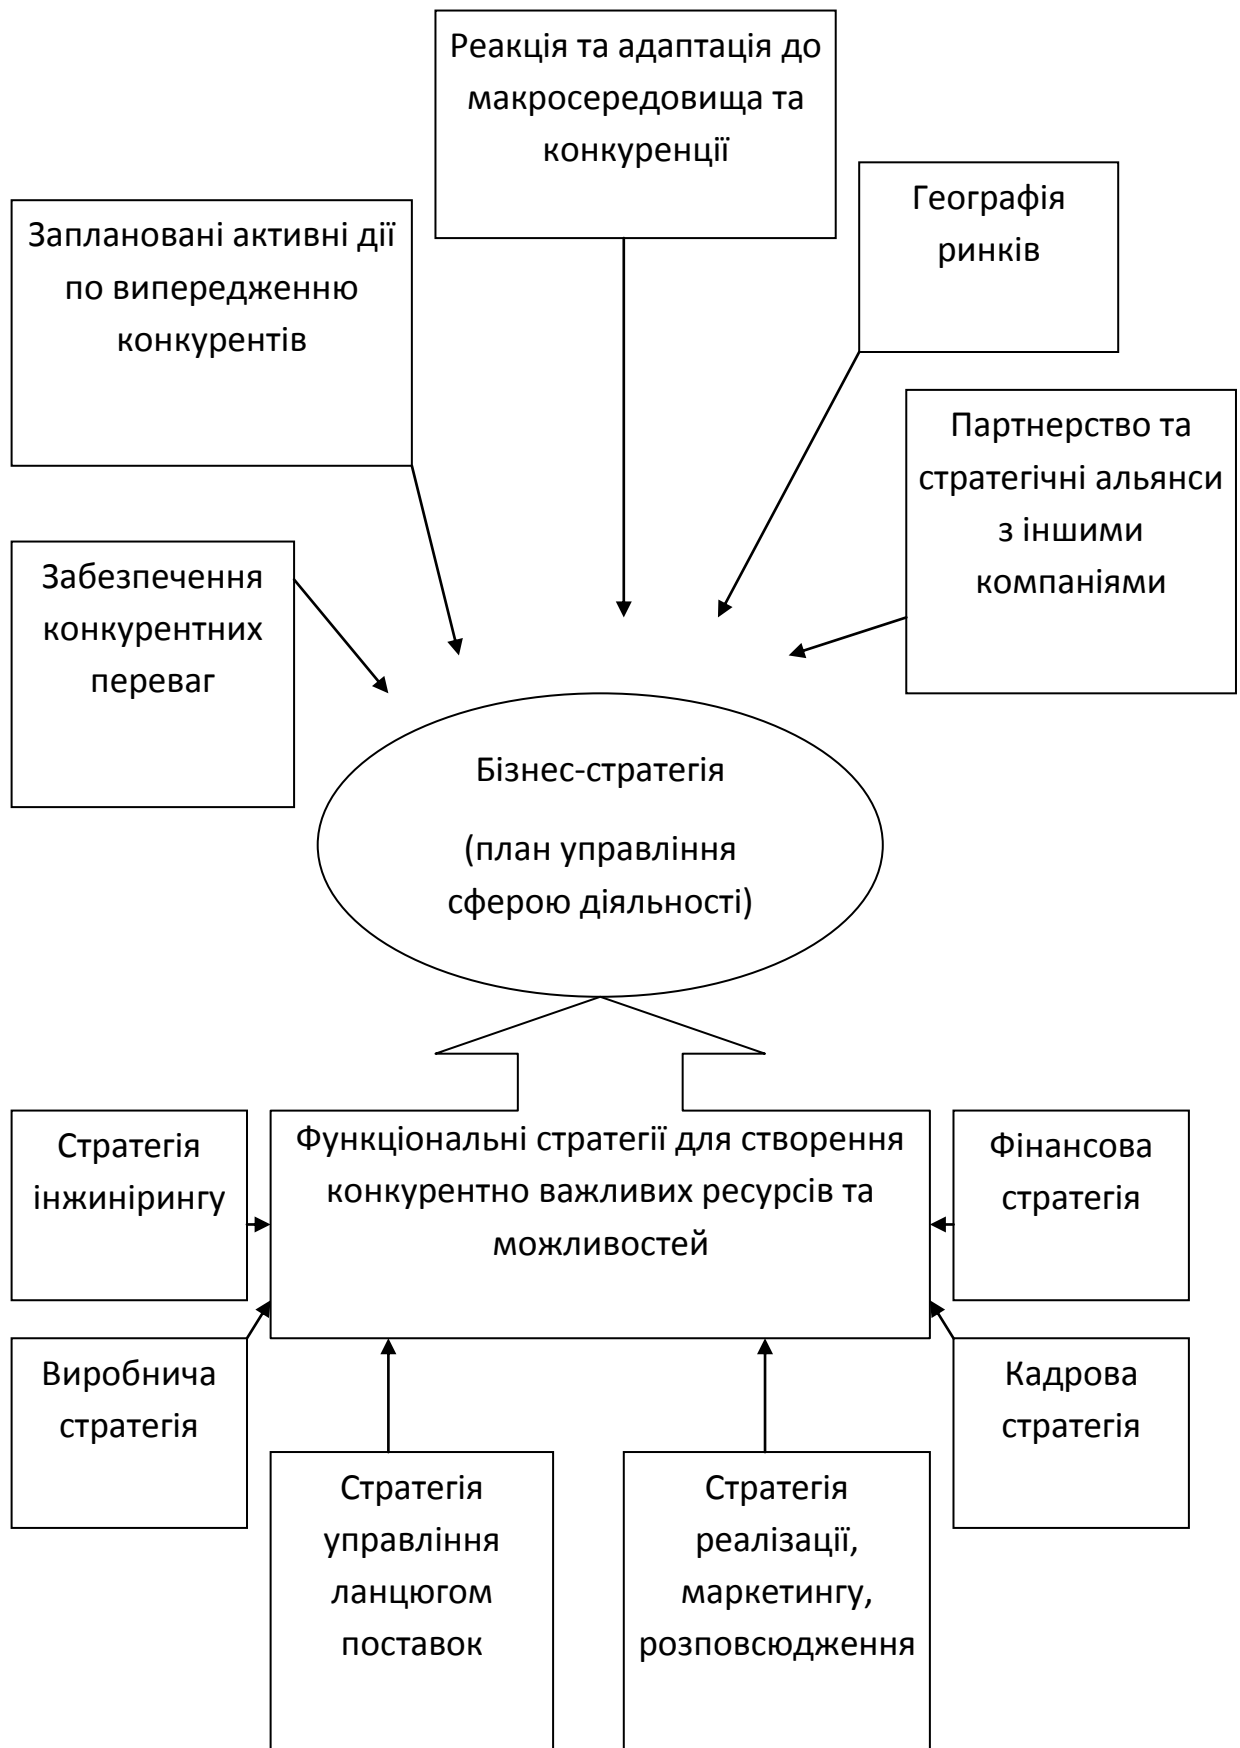 Реакція та адаптація до
макросередовища та
конкуренції
Географія
ринків
Заплановані активні дії
по випередженню
конкурентів
Партнерство та
стратегічні альянси
з іншими
компаніями
Забезпечення
конкурентних
переваг
Бізнес-стратегія
(план управління
сферою діяльності)
Стратегія
інжинірингу
Функціональні стратегії для створення
конкурентно важливих ресурсів та
можливостей
Фінансова
стратегія
Виробнича
стратегія
Кадрова
стратегія
Стратегія
управління
ланцюгом
поставок
Стратегія
реалізації,
маркетингу,
розповсюдження